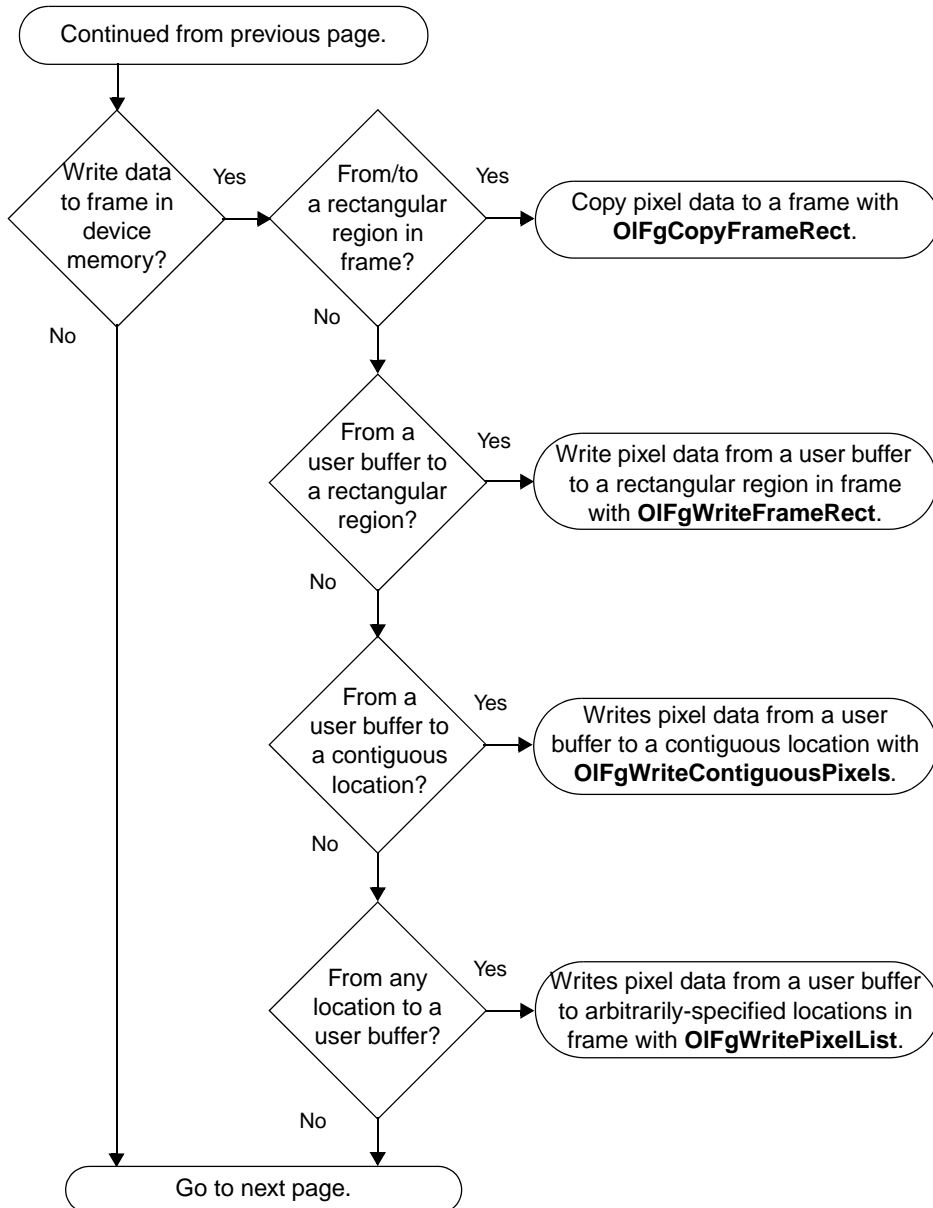 Continued from previous page.
Write data
to frame in
device
memory?
Yes
No
From/to
a rectangular
region in
frame?
Yes
No
Copy pixel data to a frame with
OlFgCopyFrameRect.
From a
user buffer to
a rectangular
region?
Yes
No
Write pixel data from a user buffer
to a rectangular region in frame
with OlFgWriteFrameRect.
From a
user buffer to
a contiguous
location?
Yes
No
Writes pixel data from a user
buffer to a contiguous location with
OlFgWriteContiguousPixels.
From any
location to a
user buffer?
Yes
No
Writes pixel data from a user buffer
to arbitrarily-specified locations in
frame with OlFgWritePixelList.
Go to next page.